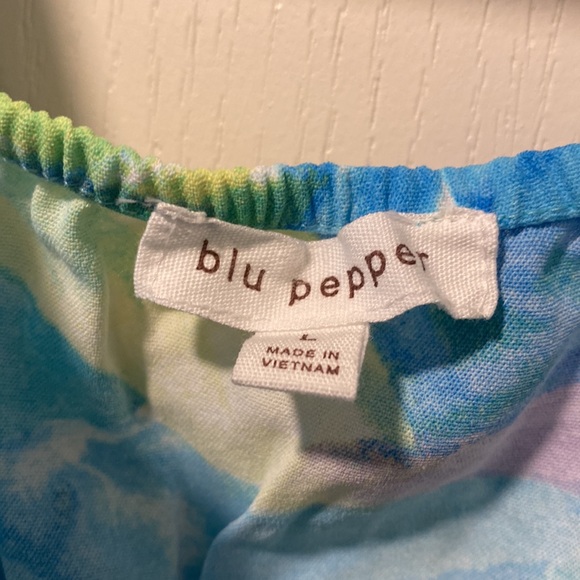 blu pepper
L
MADE IN
VIETNAM